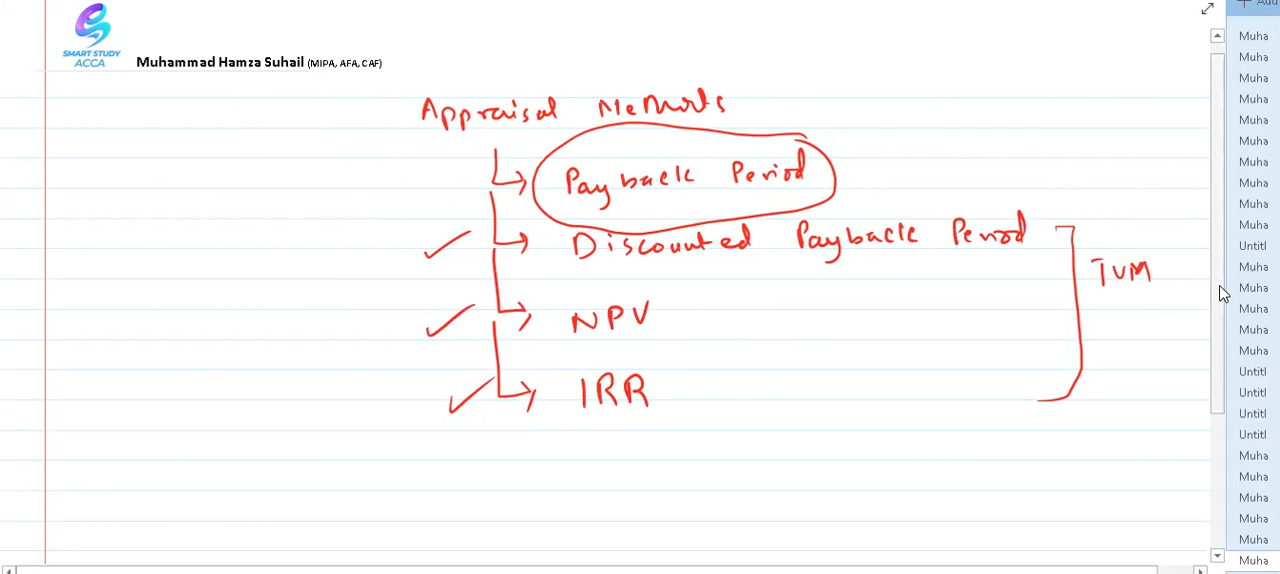 SMART STUDY
ACCA
Muhammad Hamza Suhail (MIPA, AFA, CAF)
Appraisal Methods
Payback Period
Discounted Payback Period
TVM
NPV
IRR
Add
Muha
Muha
Muha
Muha
Muha
Muha
Muha
Muha
Muha
Muha
Untitl
Muha
Muha
Muha
Muha
Muha
Untitl
Untitl
Untitl
Untitl
Muha
Muha
Muha
Muha
Muha
Muha